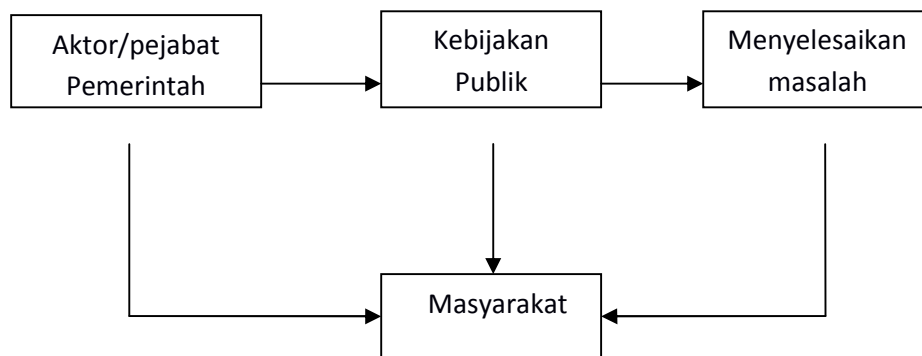 Aktor/pejabat
Pemerintah
Kebijakan
Publik
Menyelesaikan
masalah
Masyarakat